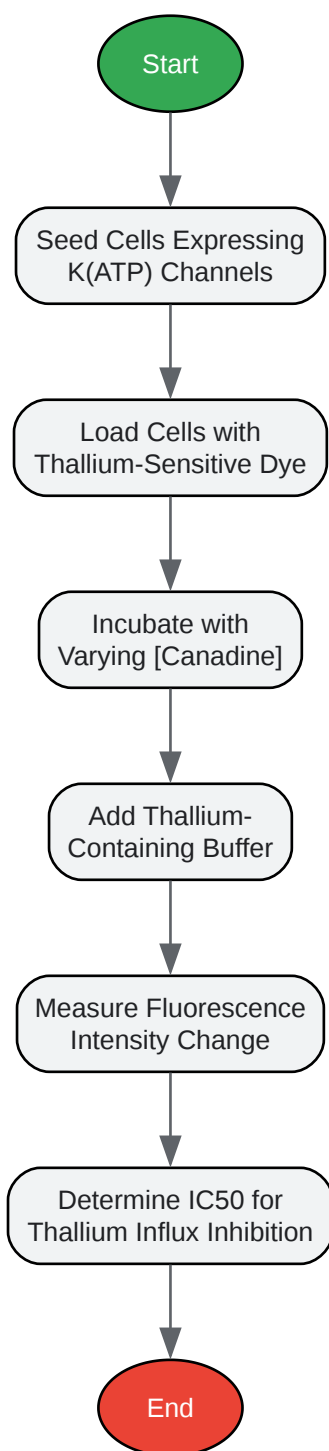 Start
Seed Cells Expressing
K(ATP) Channels
Load Cells with
Thallium-Sensitive Dye
Incubate with
Varying [Canadine]
Add Thallium-
Containing Buffer
Measure Fluorescence
Intensity Change
Determine IC50 for
Thallium Influx Inhibition
End